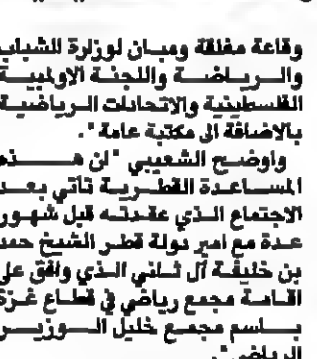 وقاعة مغلقة ومبان لوزارة الشباب
والرياضة واللجنة الاولمبية
الفلسطينية والاتحادات الرياضية
بالاضافة الى مكتبة عامة".
واوضح الشعيبي "ان هذه
المساعدة القطرية تأتي بعد
الاجتماع الذي عقدته قبل شهور
عدة مع امير دولة قطر الشيخ حمد
بن خليفة آل ثاني الذي وافق على
اقامة مجمع رياضي في قطاع غزة
باسم مجمع خليل الوزير
الرياضي".